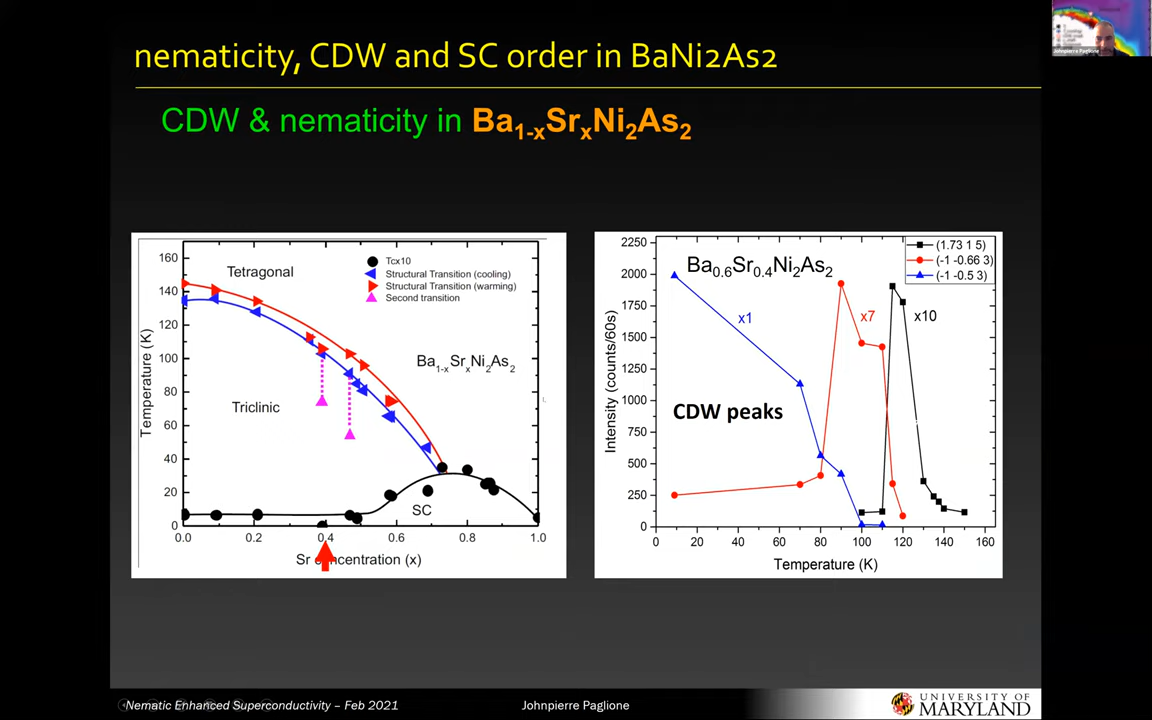 nematicity, CDW and SC order in BaNi2As2
Johnpierre Paglione
CDW & nematicity in Ba1-xSrxNi2As2
Temperature (K)
160
140
120
100
80
60
40
20
0
Tetragonal
Tcx10
Structural Transition (cooling)
Structural Transition (warming)
Second transition
Ba1-xSrxNi2As2
Triclinic
SC
0.0 0.2 0.4 0.6 0.8 1.0
Sr concentration (x)
Intensity (counts/60s)
2250
2000
1750
1500
1250
1000
750
500
250
0
Ba0.6Sr0.4Ni2As2
(1.73 1 5)
(-1 -0.66 3)
(-1 -0.5 3)
x1
x7
x10
CDW peaks
0 20 40 60 80 100 120 140 160
Temperature (K)
Nematic Enhanced Superconductivity – Feb 2021
Johnpierre Paglione
UNIVERSITY OF
MARYLAND